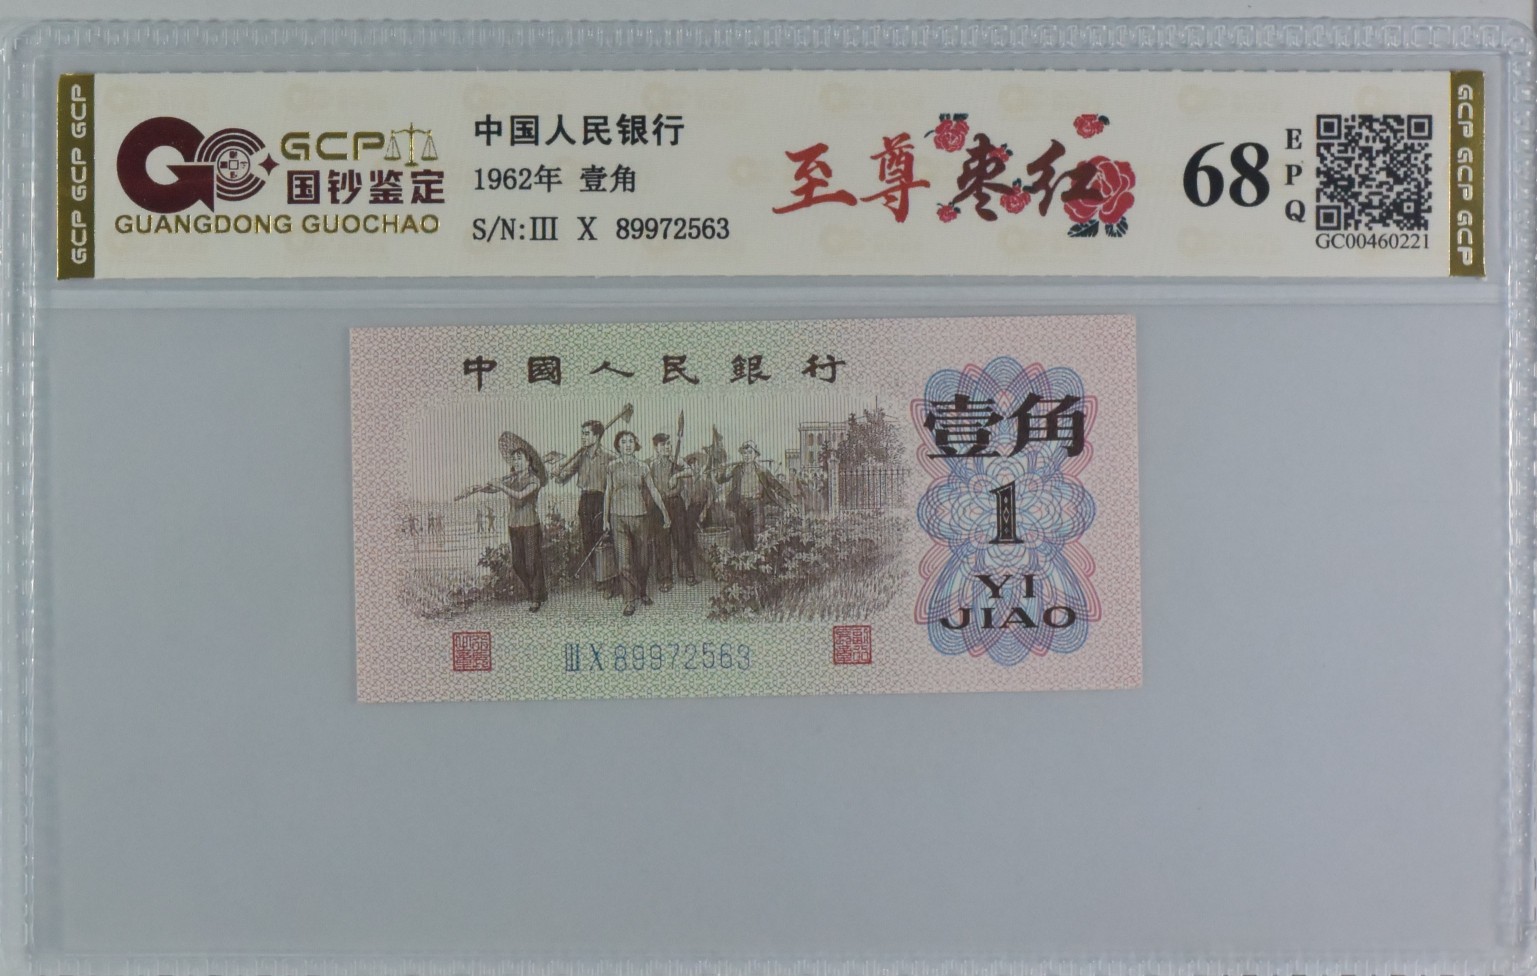 GCP GCP GCP
GCP
国钞鉴定
GUANGDONG GUOCHAO
中国人民银行
1962年 壹角
S/N:III X 89972563
至尊枣红
68
EPQ
GC00460221
GCP GCP GCP
中國人民銀行
壹角
1
YI
JIAO
III X 89972563